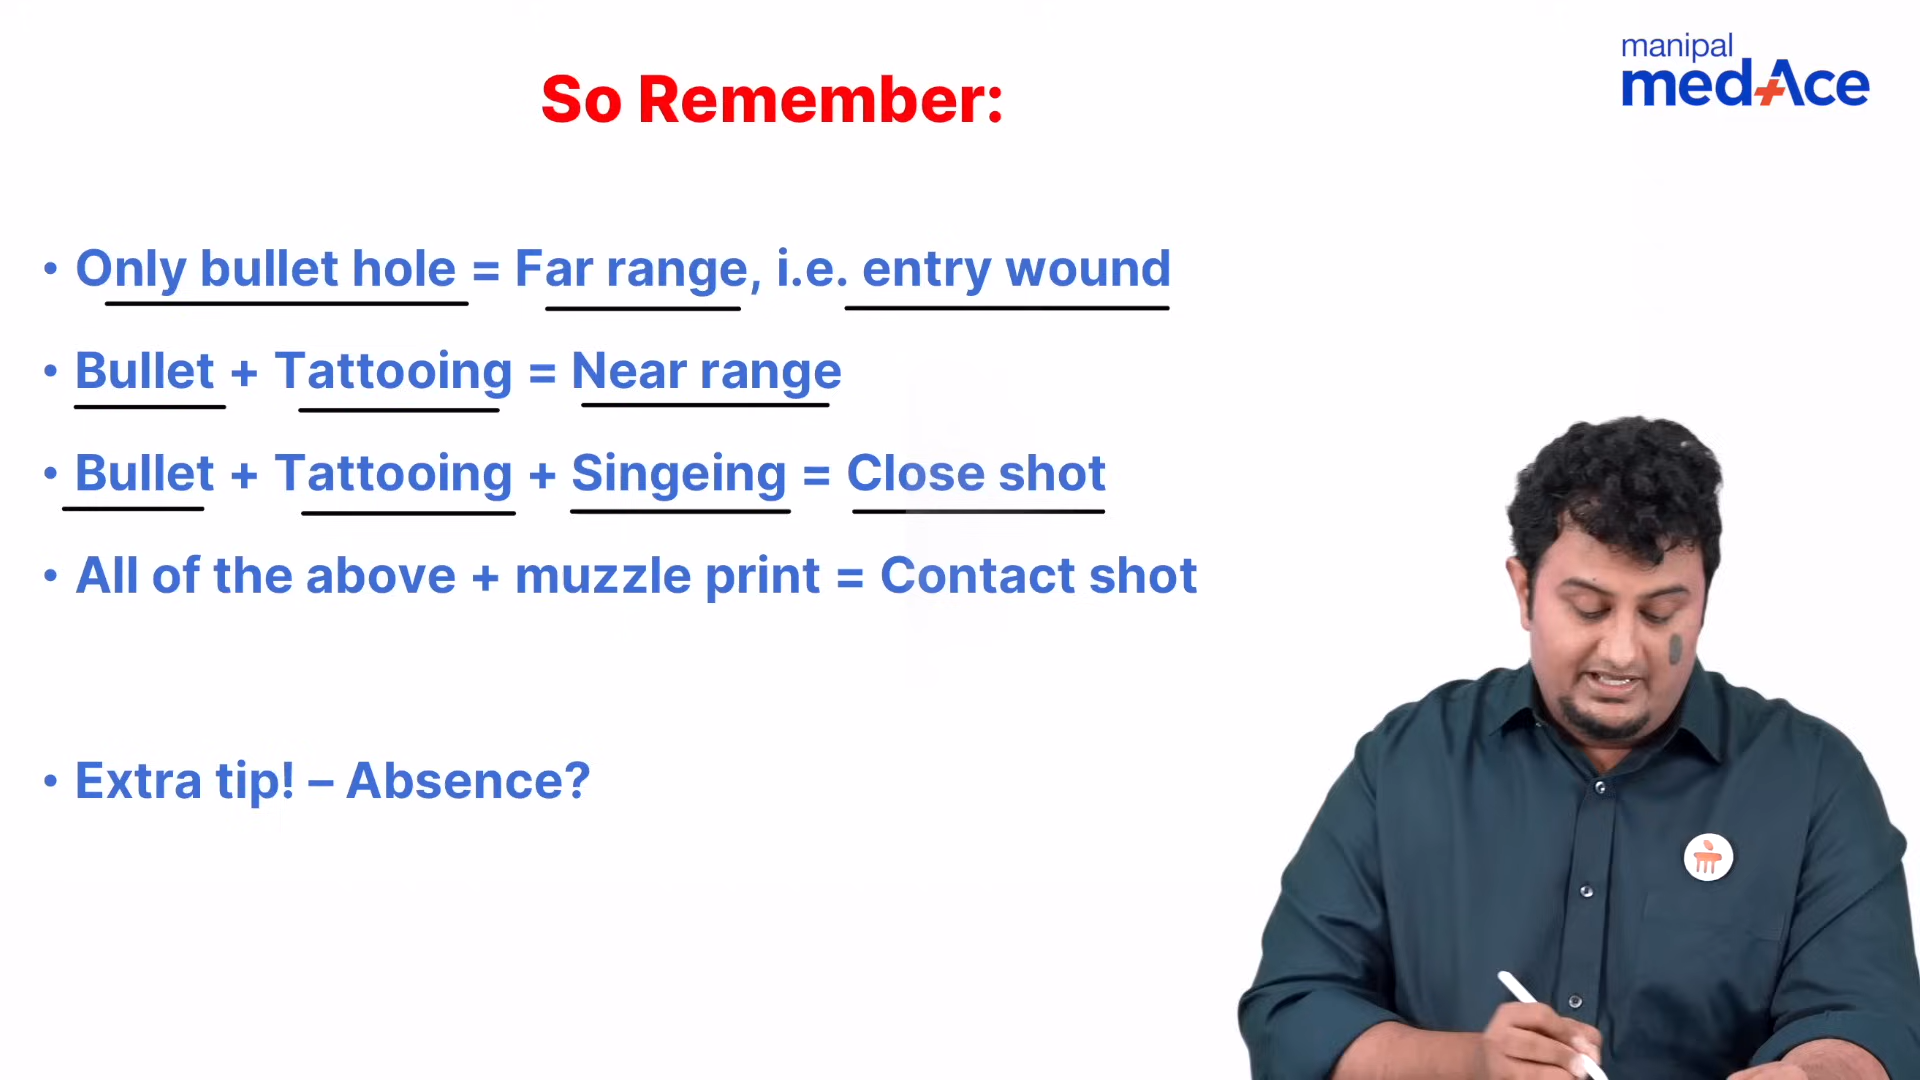 manipal
medAce
So Remember:
• Only bullet hole = Far range, i.e. entry wound
• Bullet + Tattooing = Near range
• Bullet + Tattooing + Singeing = Close shot
• All of the above + muzzle print = Contact shot
• Extra tip! – Absence?